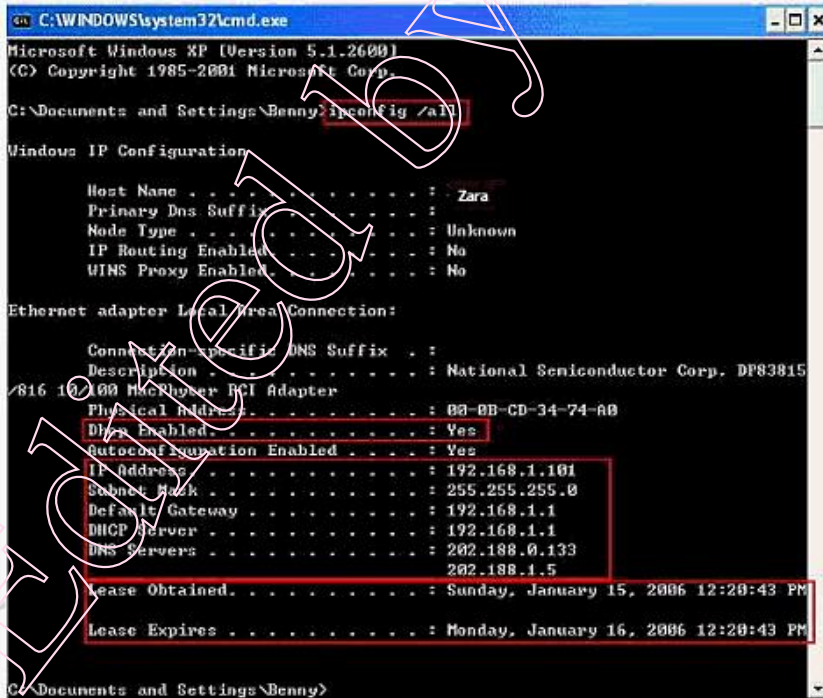 C:\WINDOWS\system32\cmd.exe
Microsoft Windows XP [Version 5.1.2600]
(C) Copyright 1985-2001 Microsoft Corp.
C:\Documents and Settings\Benny>ipconfig /all
Windows IP Configuration
Host Name . . . . . . . . . . . . : Zara
Primary Dns Suffix . . . . . . . :
Node Type . . . . . . . . . . . . : Unknown
IP Routing Enabled. . . . . . . . : No
WINS Proxy Enabled. . . . . . . . : No
Ethernet adapter Local Area Connection:
Connection-specific DNS Suffix . :
Description . . . . . . . . . . . : National Semiconductor Corp. DP83815
/816 10/100 MacPhyter PCI Adapter
Physical Address. . . . . . . . . : 00-0B-CD-34-74-A0
Dhcp Enabled. . . . . . . . . . . : Yes
Autoconfiguration Enabled . . . . : Yes
IP Address. . . . . . . . . . . . : 192.168.1.101
Subnet Mask . . . . . . . . . . . : 255.255.255.0
Default Gateway . . . . . . . . . : 192.168.1.1
DHCP Server . . . . . . . . . . . : 192.168.1.1
DNS Servers . . . . . . . . . . . : 202.188.0.133
202.188.1.5
Lease Obtained. . . . . . . . . . : Sunday, January 15, 2006 12:20:43 PM
Lease Expires . . . . . . . . . . : Monday, January 16, 2006 12:20:43 PM
C:\Documents and Settings\Benny>
Edited by